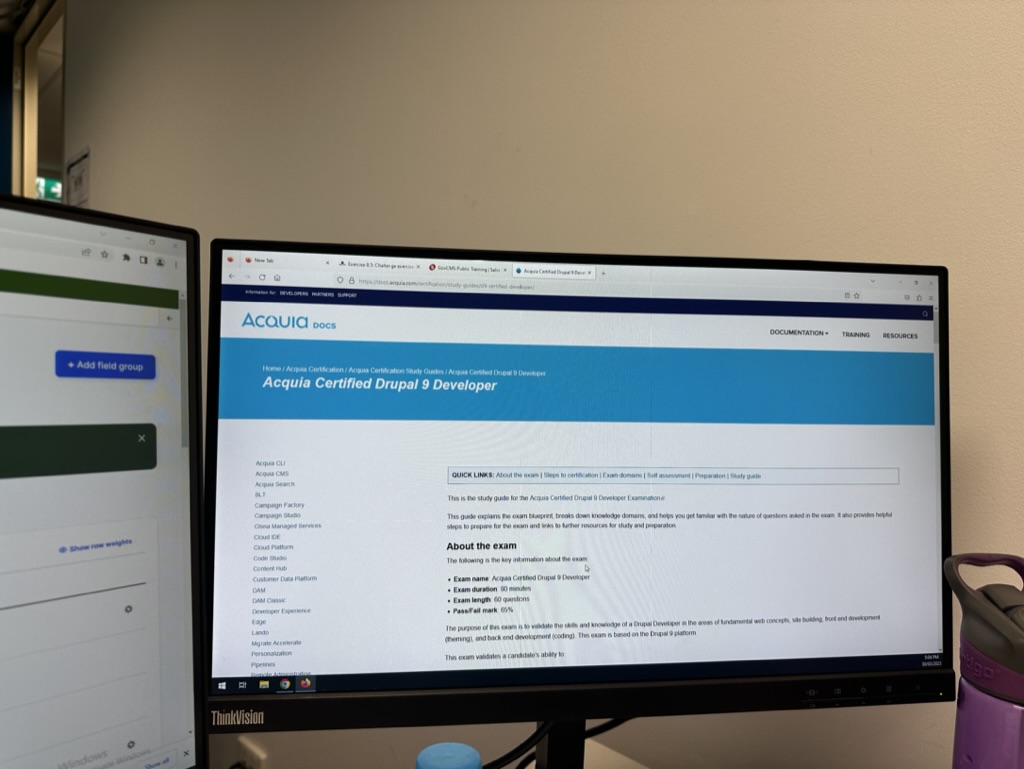 + Add field group
Show row weights
Windows
Show all
New Tab
GovCMS Public Training
Acquia Certified Drupal 9 Devel
Information for: DEVELOPERS PARTNERS SUPPORT
ACQUIA DOCS
DOCUMENTATION
TRAINING
RESOURCES
Home / Acquia Certification / Acquia Certification Study Guides / Acquia Certified Drupal 9 Developer
Acquia Certified Drupal 9 Developer
Acquia CLI
Acquia CMS
Acquia Search
BLT
Campaign Factory
Campaign Studio
China Managed Services
Cloud IDE
Cloud Platform
Code Studio
Content Hub
Customer Data Platform
DAM
DAM Classic
Developer Experience
Edge
Lando
Migrate Accelerate
Personalization
Pipelines
Remote Administration
QUICK LINKS: About the exam | Steps to certification | Exam domains | Self assessment | Preparation | Study guide
This is the study guide for the Acquia Certified Drupal 9 Developer Examination
This guide explains the exam blueprint, breaks down knowledge domains, and helps you get familiar with the nature of questions asked in the exam. It also provides helpful
steps to prepare for the exam and links to further resources for study and preparation.
About the exam
The following is the key information about the exam:
• Exam name: Acquia Certified Drupal 9 Developer
• Exam duration: 90 minutes
• Exam length: 60 questions
• Pass/Fail mark: 65%
The purpose of this exam is to validate the skills and knowledge of a Drupal Developer in the areas of fundamental web concepts, site building, front end development
(theming), and back end development (coding). This exam is based on the Drupal 9 platform.
This exam validates a candidate's ability to:
ThinkVision